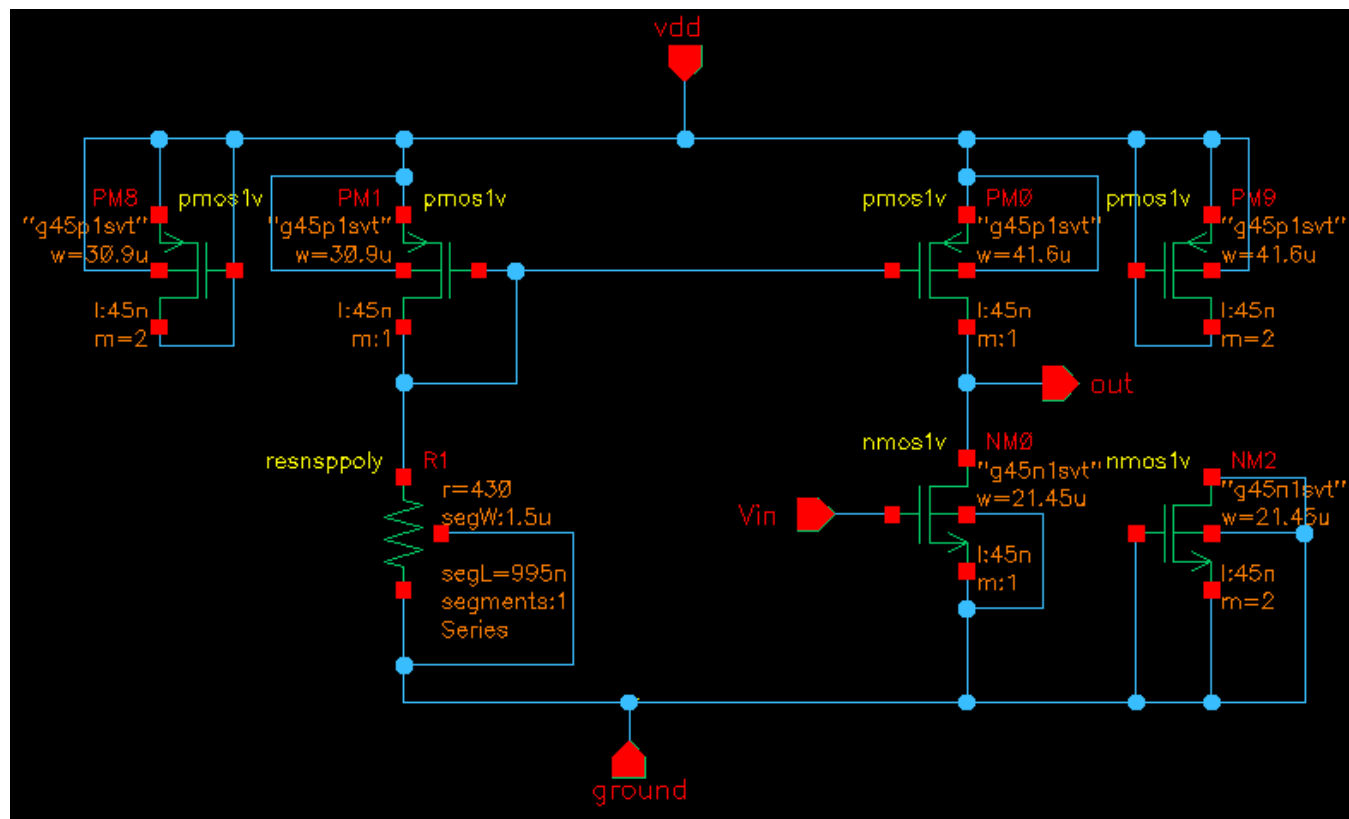 vdd
PM8
pmos1v
"g45p1svt"
w=30.9u
l:45n
m=2
PM1
pmos1v
"g45p1svt"
w=30.9u
l:45n
m:1
pmos1v
PM0
"g45p1svt"
w=41.6u
l:45n
m:1
pmos1v
PM9
"g45p1svt"
w=41.6u
l:45n
m=2
out
resnsppoly
R1
r=430
segW:1.5u
segL=995n
segments:1
Series
nmos1v
NM0
"g45n1svt"
w=21.45u
Vin
l:45n
m:1
nmos1v
NM2
"g45n1svt"
w=21.45u
l:45n
m=2
ground